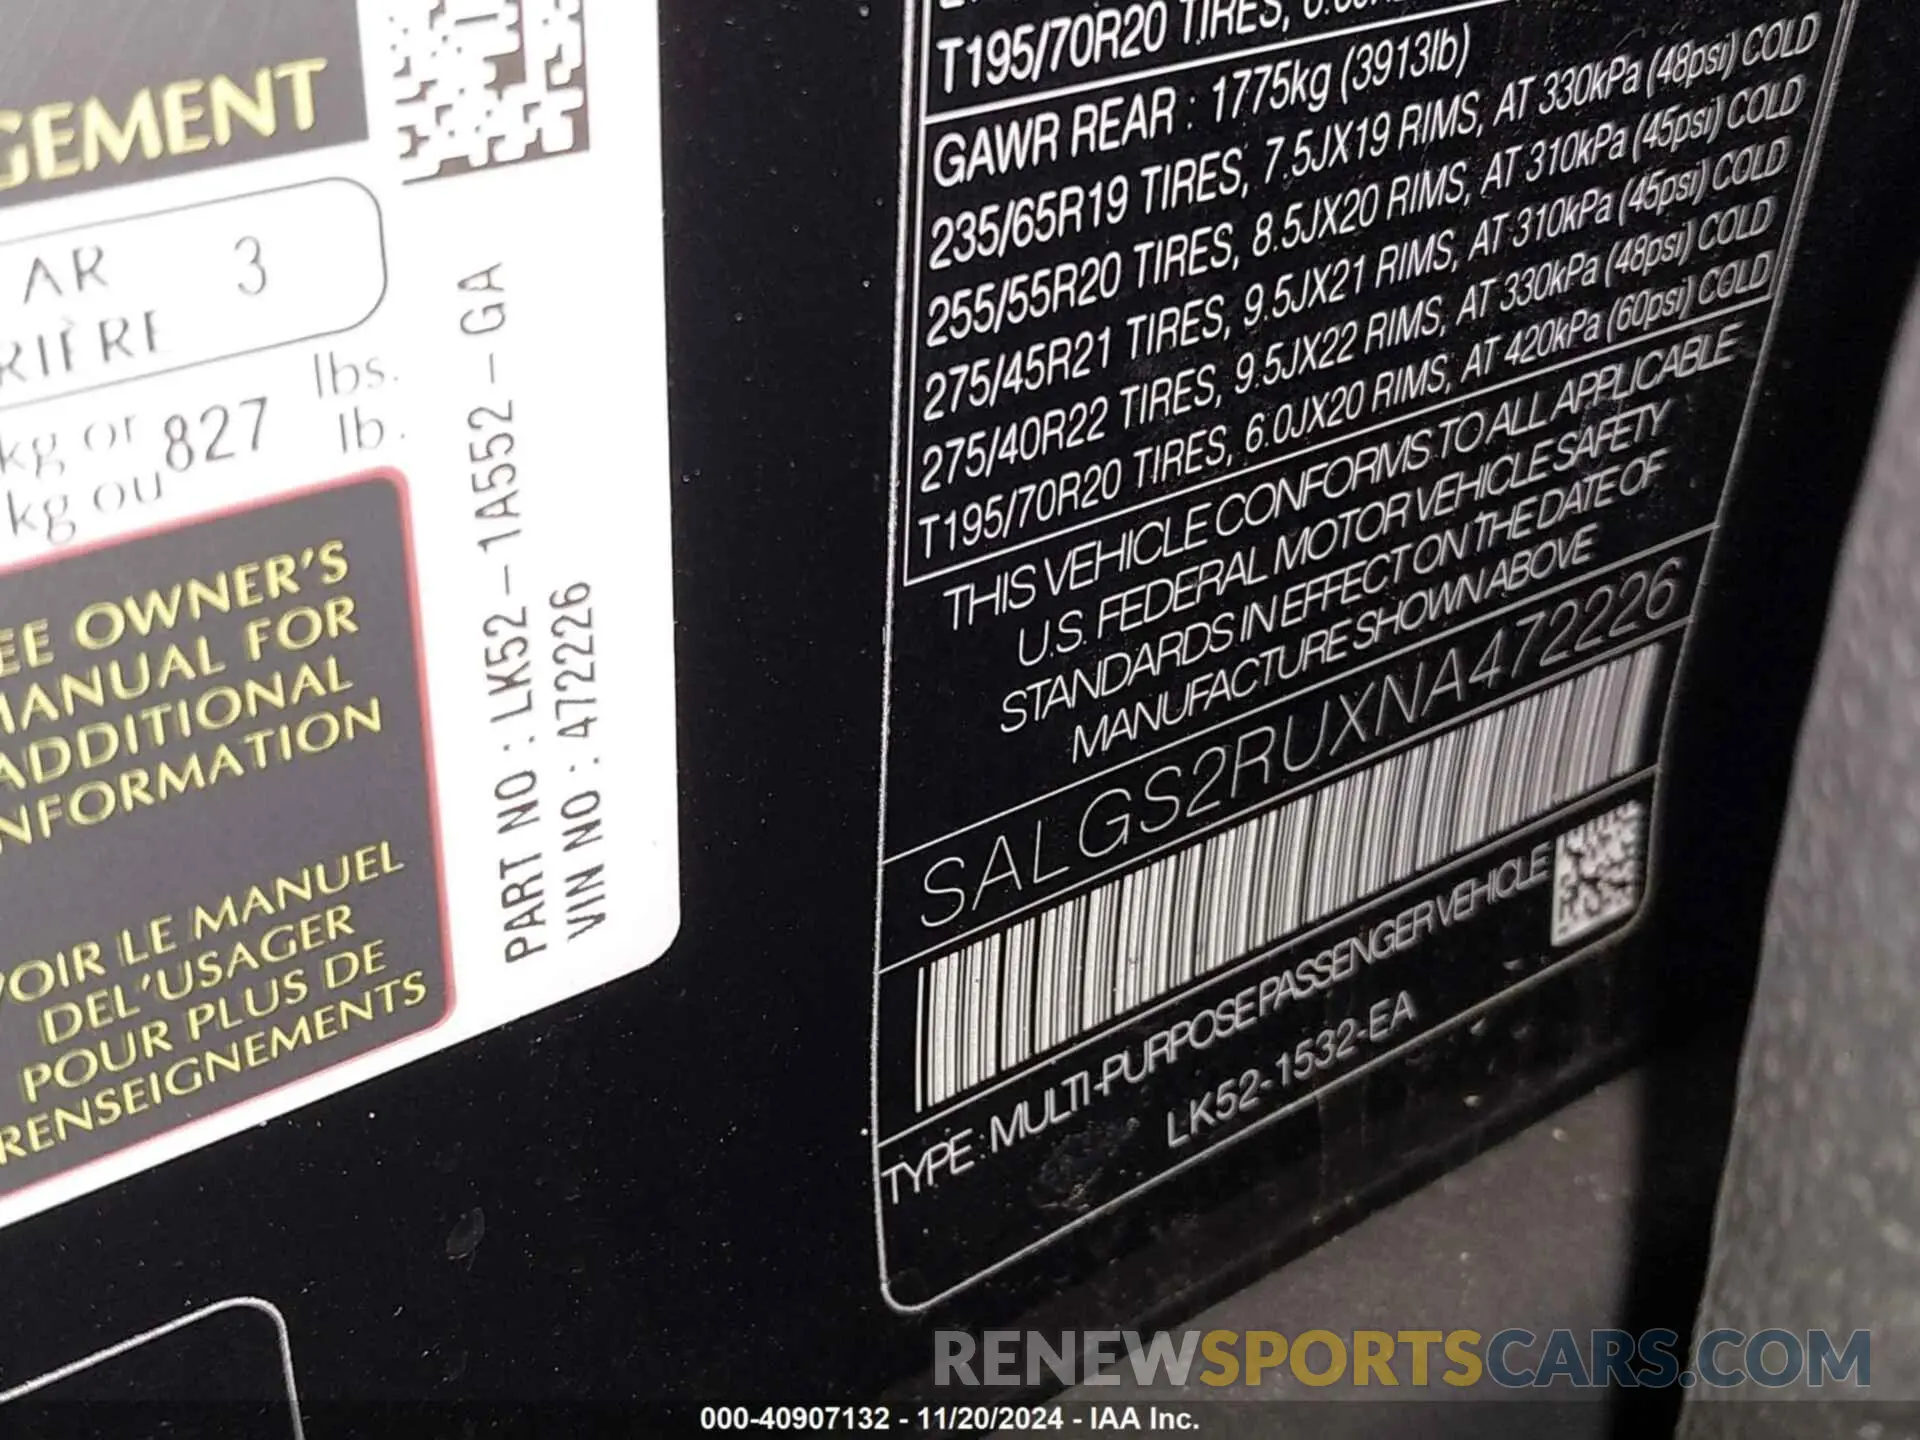 GEMENT
AR 3
RIÈRE
kg or 827 lbs.
kg ou lb.
EE OWNER'S
MANUAL FOR
ADDITIONAL
NFORMATION
VOIR LE MANUEL
DEL'USAGER
POUR PLUS DE
RENSEIGNEMENTS
PART NO : LK52-1A552-GA
VIN NO : 472226
T195/70R20 TIRES,
GAWR REAR : 1775kg (3913lb)
235/65R19 TIRES, 7.5JX19 RIMS, AT 330kPa (48psi) COLD
255/55R20 TIRES, 8.5JX20 RIMS, AT 310kPa (45psi) COLD
275/45R21 TIRES, 9.5JX21 RIMS, AT 310kPa (45psi) COLD
275/40R22 TIRES, 9.5JX22 RIMS, AT 330kPa (48psi) COLD
T195/70R20 TIRES, 6.0JX20 RIMS, AT 420kPa (60psi) COLD
THIS VEHICLE CONFORMS TO ALL APPLICABLE
U.S. FEDERAL MOTOR VEHICLE SAFETY
STANDARDS IN EFFECT ON THE DATE OF
MANUFACTURE SHOWN ABOVE
SALGS2RUXNA472226
TYPE : MULTI-PURPOSE PASSENGER VEHICLE
LK52-1532-EA
RENEWSPORTSCARS.COM
000-40907132 - 11/20/2024 - IAA Inc.